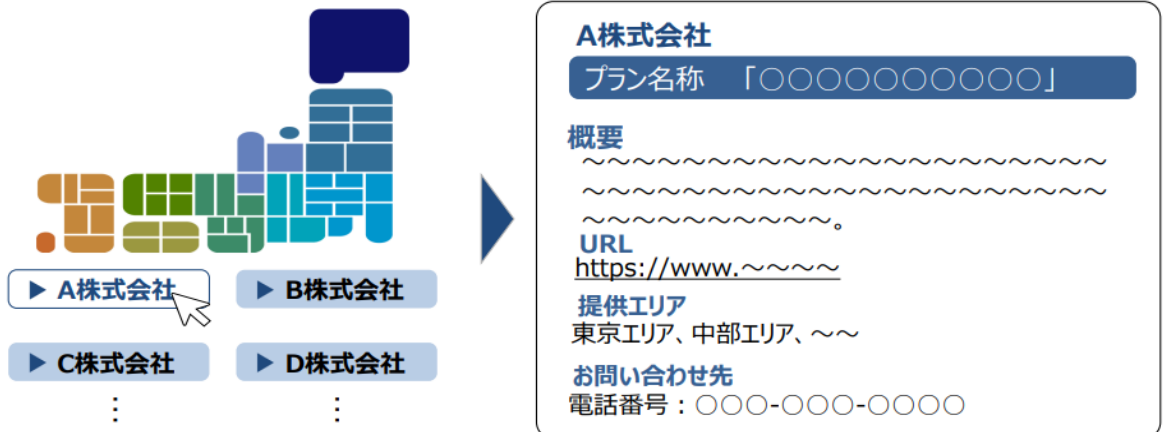 ▶ A株式会社
▶ B株式会社
▶ C株式会社
▶ D株式会社
⋮
⋮
A株式会社
プラン名称 「○○○○○○○○○○」
概要
～～～～～～～～～～～～～～～～～～～～～
～～～～～～～～～～～～～～～～～～～～～
～～～～～～～～～～。
URL
https://www.～～～～
提供エリア
東京エリア、中部エリア、～～
お問い合わせ先
電話番号：○○○-○○○-○○○○